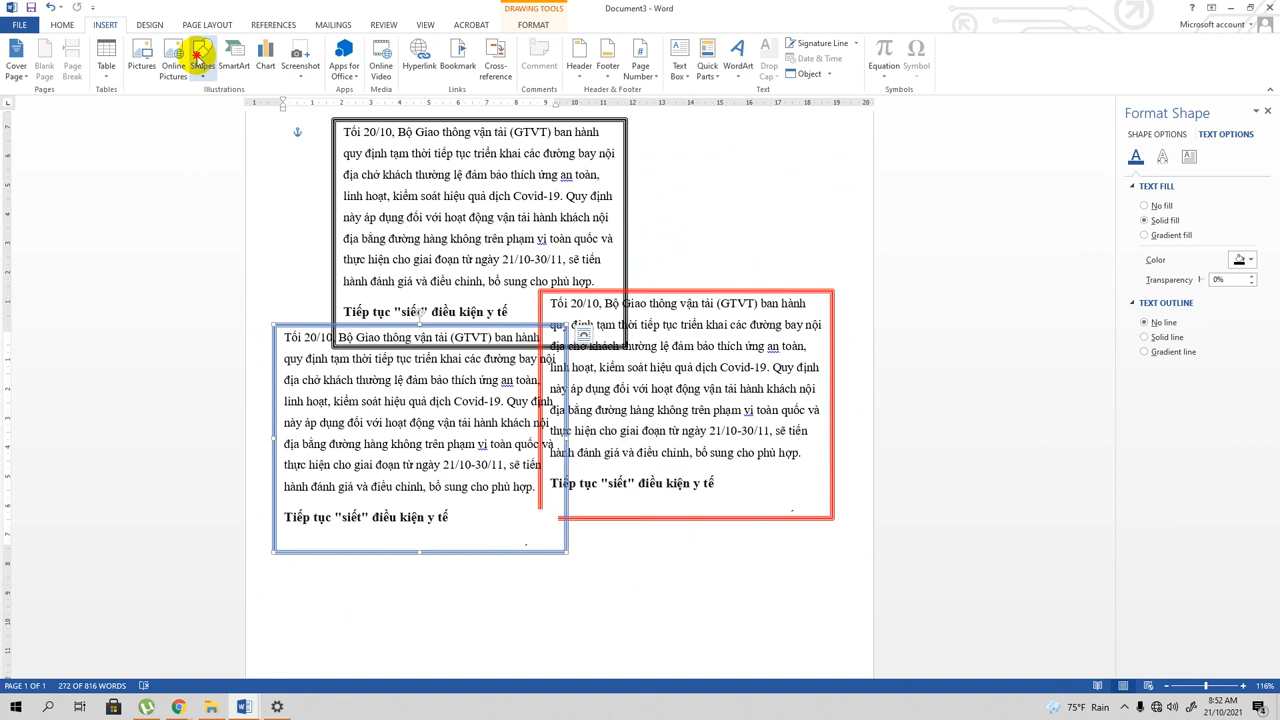 DRAWING TOOLS
Document3 - Word
FILE
HOME
INSERT
DESIGN
PAGE LAYOUT
REFERENCES
MAILINGS
REVIEW
VIEW
ACROBAT
FORMAT
Microsoft account
Cover Page
Blank Page
Page Break
Table
Pictures
Online Pictures
Shapes
SmartArt
Chart
Screenshot
Apps for Office
Online Video
Hyperlink
Bookmark
Cross-reference
Comment
Header
Footer
Page Number
Text Box
Quick Parts
WordArt
Drop Cap
Signature Line
Date & Time
Object
Equation
Symbol
Pages
Tables
Illustrations
Apps
Media
Links
Comments
Header & Footer
Text
Symbols
1 1 2 3 4 5 6 7 8 9 10 11 12 13 14 15 16 17 18 19 20
Tối 20/10, Bộ Giao thông vận tải (GTVT) ban hành
quy định tạm thời tiếp tục triển khai các đường bay nội
địa chở khách thường lệ đảm bảo thích ứng an toàn,
linh hoạt, kiểm soát hiệu quả dịch Covid-19. Quy định
này áp dụng đối với hoạt động vận tải hành khách nội
địa bằng đường hàng không trên phạm vi toàn quốc và
thực hiện cho giai đoạn từ ngày 21/10-30/11, sẽ tiến
hành đánh giá và điều chỉnh, bổ sung cho phù hợp.
Tiếp tục "siết" điều kiện y tế
Tối 20/10, Bộ Giao thông vận tải (GTVT) ban hành
quy định tạm thời tiếp tục triển khai các đường bay nội
địa chở khách thường lệ đảm bảo thích ứng an toàn,
linh hoạt, kiểm soát hiệu quả dịch Covid-19. Quy định
này áp dụng đối với hoạt động vận tải hành khách nội
địa bằng đường hàng không trên phạm vi toàn quốc và
thực hiện cho giai đoạn từ ngày 21/10-30/11, sẽ tiến
hành đánh giá và điều chỉnh, bổ sung cho phù hợp.
Tiếp tục "siết" điều kiện y tế
Tối 20/10, Bộ Giao thông vận tải (GTVT) ban hành
quy định tạm thời tiếp tục triển khai các đường bay nội
địa chở khách thường lệ đảm bảo thích ứng an toàn,
linh hoạt, kiểm soát hiệu quả dịch Covid-19. Quy định
này áp dụng đối với hoạt động vận tải hành khách nội
địa bằng đường hàng không trên phạm vi toàn quốc và
thực hiện cho giai đoạn từ ngày 21/10-30/11, sẽ tiến
hành đánh giá và điều chỉnh, bổ sung cho phù hợp.
Tiếp tục "siết" điều kiện y tế
Format Shape
SHAPE OPTIONS
TEXT OPTIONS
TEXT FILL
No fill
Solid fill
Gradient fill
Color
Transparency
0%
TEXT OUTLINE
No line
Solid line
Gradient line
PAGE 1 OF 1
272 OF 816 WORDS
116%
75°F Rain
8:52 AM
21/10/2021